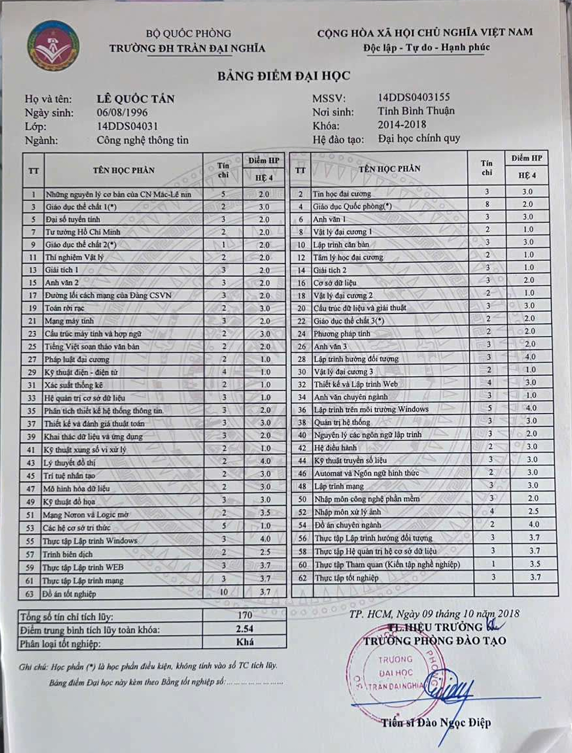 BỘ QUỐC PHÒNG
TRƯỜNG ĐH TRẦN ĐẠI NGHĨA
CỘNG HÒA XÃ HỘI CHỦ NGHĨA VIỆT NAM
Độc lập - Tự do - Hạnh phúc
BẢNG ĐIỂM ĐẠI HỌC
Họ và tên: LÊ QUỐC TẤN MSSV: 14DDS0403155
Ngày sinh: 06/08/1996 Nơi sinh: Tỉnh Bình Thuận
Lớp: 14DDS04031 Khóa: 2014-2018
Ngành: Công nghệ thông tin Hệ đào tạo: Đại học chính quy
TT TÊN HỌC PHẦN Tín chỉ Điểm HP HỆ 4 TT TÊN HỌC PHẦN Tín chỉ Điểm HP HỆ 4
1 Những nguyên lý cơ bản của CN Mác-Lê nin 5 2.0 2 Tin học đại cương 3 3.0
3 Giáo dục thể chất 1(*) 2 3.0 4 Giáo dục Quốc phòng(*) 8 2.0
5 Đại số tuyến tính 3 2.0 6 Anh văn 1 3 3.0
7 Tư tưởng Hồ Chí Minh 2 2.0 8 Vật lý đại cương 1 2 1.0
9 Giáo dục thể chất 2(*) 1 2.0 10 Lập trình căn bản 3 3.0
11 Thí nghiệm Vật lý 2 2.0 12 Tâm lý học đại cương 2 1.0
13 Giải tích 1 3 2.0 14 Giải tích 2 3 1.0
15 Anh văn 2 3 2.0 16 Cơ sở dữ liệu 3 2.0
17 Đường lối cách mạng của Đảng CSVN 3 2.0 18 Vật lý đại cương 2 2 1.0
19 Toán rời rạc 2 3.0 20 Cấu trúc dữ liệu và giải thuật 3 3.0
21 Mạng máy tính 3 2.0 22 Giáo dục thể chất 3(*) 2 2.0
23 Cấu trúc máy tính và hợp ngữ 2 3.0 24 Phương pháp tính 2 2.0
25 Tiếng Việt soạn thảo văn bản 2 2.0 26 Anh văn 3 3 2.0
27 Pháp luật đại cương 2 1.0 28 Lập trình hướng đối tượng 3 4.0
29 Kỹ thuật điện - điện tử 4 1.0 30 Vật lý đại cương 3 2 1.0
31 Xác suất thống kê 2 2.0 32 Thiết kế và Lập trình Web 4 3.0
33 Hệ quản trị cơ sở dữ liệu 3 1.0 34 Anh văn chuyên ngành 3 1.0
35 Phân tích thiết kế hệ thống thông tin 3 2.0 36 Lập trình trên môi trường Windows 5 4.0
37 Thiết kế và đánh giá thuật toán 3 3.0 38 Quản trị hệ thống 3 3.0
39 Khai thác dữ liệu và ứng dụng 3 2.0 40 Nguyên lý các ngôn ngữ lập trình 3 2.0
41 Kỹ thuật xung số vi xử lý 2 1.0 42 Hệ điều hành 2 3.0
43 Lý thuyết đồ thị 2 4.0 44 Kỹ thuật truyền số liệu 3 3.0
45 Trí tuệ nhân tạo 2 3.0 46 Automat và Ngôn ngữ hình thức 2 3.0
47 Mô hình hóa dữ liệu 2 3.0 48 Lập trình mạng 3 3.0
49 Kỹ thuật đồ họa 3 3.0 50 Nhập môn công nghệ phần mềm 3 2.0
51 Mạng Noron và Logic mờ 2 3.5 52 Nhập môn xử lý ảnh 4 2.5
53 Các hệ cơ sở tri thức 5 1.0 54 Đồ án chuyên ngành 2 4.0
55 Thực tập Lập trình Windows 3 4.0 56 Thực tập Lập trình hướng đối tượng 3 3.7
57 Trình biên dịch 2 2.5 58 Thực tập Hệ quản trị hệ cơ sở dữ liệu 3 3.7
59 Thực tập Lập trình WEB 3 3.7 60 Thực tập Tham quan (Kiến tập nghề nghiệp) 1 3.5
61 Thực tập Lập trình mạng 3 3.7 62 Thực tập tốt nghiệp 3 3.7
63 Đồ án tốt nghiệp 10 3.7
Tổng số tín chỉ tích lũy: 170
Điểm trung bình tích lũy toàn khóa: 2.54
Phân loại tốt nghiệp: Khá
Ghi chú: Học phần (*) là học phần điều kiện, không tính vào số TC tích lũy.
Bảng điểm Đại học này kèm theo Bằng tốt nghiệp số:
TP. HCM, Ngày 09 tháng 10 năm 2018
TL.HIỆU TRƯỞNG
TRƯỞNG PHÒNG ĐÀO TẠO
TRƯỜNG
ĐẠI HỌC
TRẦN ĐẠI NGHĨA
Tiến sĩ Đào Ngọc Điệp